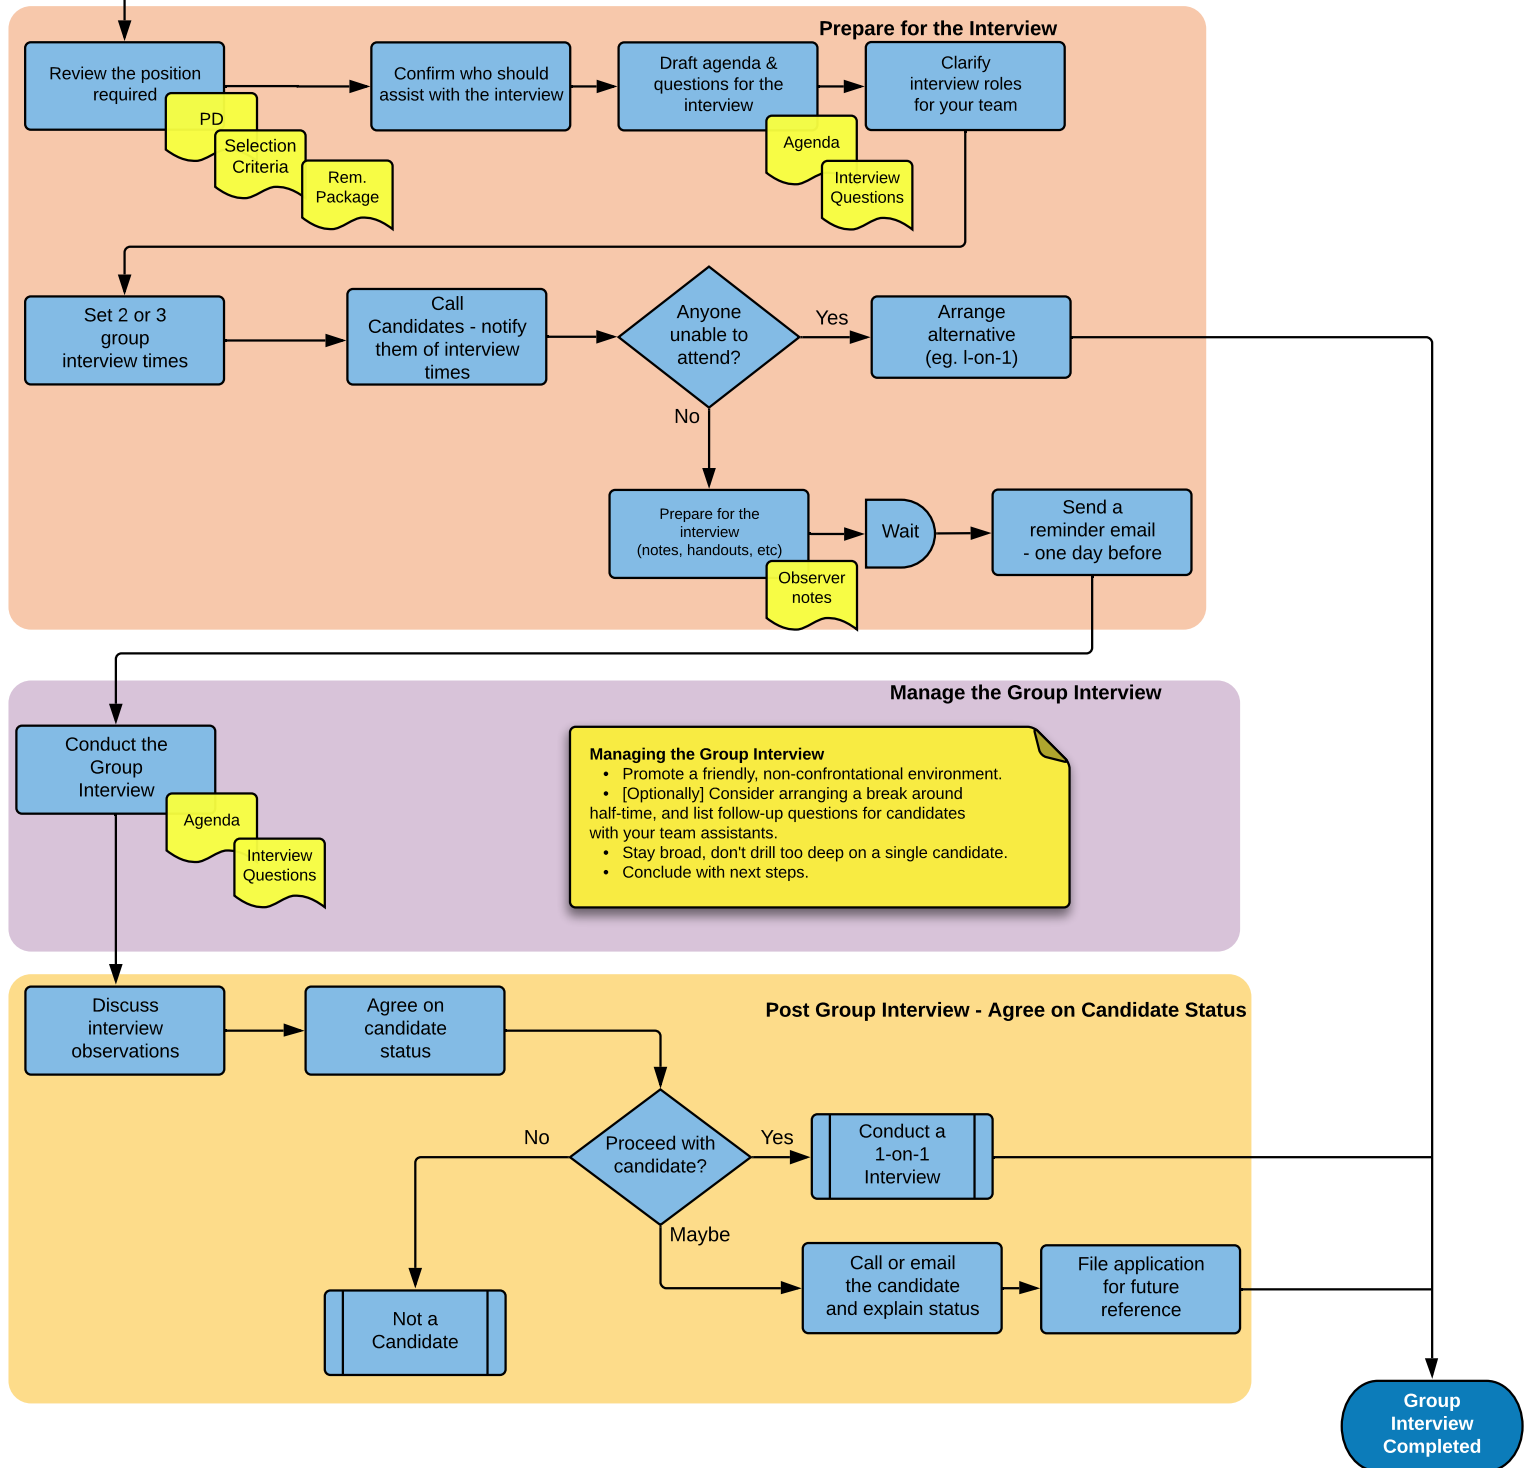 Prepare for the Interview
Review the position
required
PD
Selection
Criteria
Rem.
Package
Confirm who should
assist with the interview
Draft agenda &
questions for the
interview
Agenda
Interview
Questions
Clarify
interview roles
for your team
Set 2 or 3
group
interview times
Call
Candidates - notify
them of interview
times
Anyone
unable to
attend?
Yes
Arrange
alternative
(eg. l-on-1)
No
Prepare for the
interview
(notes, handouts, etc)
Observer
notes
Wait
Send a
reminder email
- one day before
Manage the Group Interview
Conduct the
Group
Interview
Agenda
Interview
Questions
Managing the Group Interview
• Promote a friendly, non-confrontational environment.
• [Optionally] Consider arranging a break around
half-time, and list follow-up questions for candidates
with your team assistants.
• Stay broad, don't drill too deep on a single candidate.
• Conclude with next steps.
Post Group Interview - Agree on Candidate Status
Discuss
interview
observations
Agree on
candidate
status
No
Proceed with
candidate?
Yes
Conduct a
1-on-1
Interview
Maybe
Call or email
the candidate
and explain status
File application
for future
reference
Not a
Candidate
Group
Interview
Completed